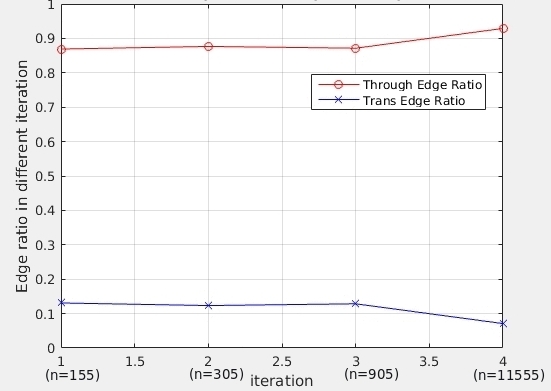 1
0.9
0.8
0.7
0.6
0.5
0.4
0.3
0.2
0.1
0
Edge ratio in different iteration
Through Edge Ratio
Trans Edge Ratio
1 1.5 2 2.5 3 3.5 4
(n=155) (n=305) (n=905) (n=11555)
iteration